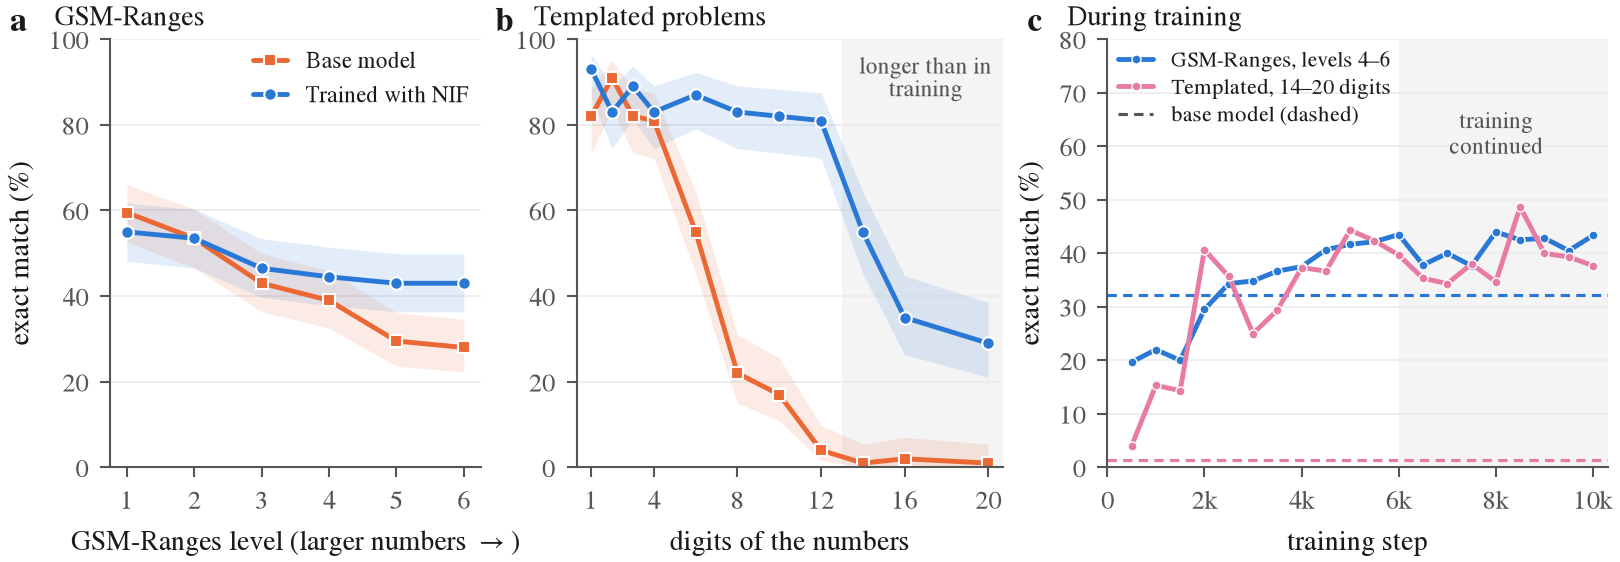 a GSM-Ranges
100
80
60
40
20
0
exact match (%)
Base model
Trained with NIF
1 2 3 4 5 6
GSM-Ranges level (larger numbers → )
b Templated problems
100
80
60
40
20
0
longer than in
training
1 4 8 12 16 20
digits of the numbers
c During training
80
70
60
50
40
30
20
10
0
exact match (%)
GSM-Ranges, levels 4–6
Templated, 14–20 digits
base model (dashed)
training
continued
0 2k 4k 6k 8k 10k
training step